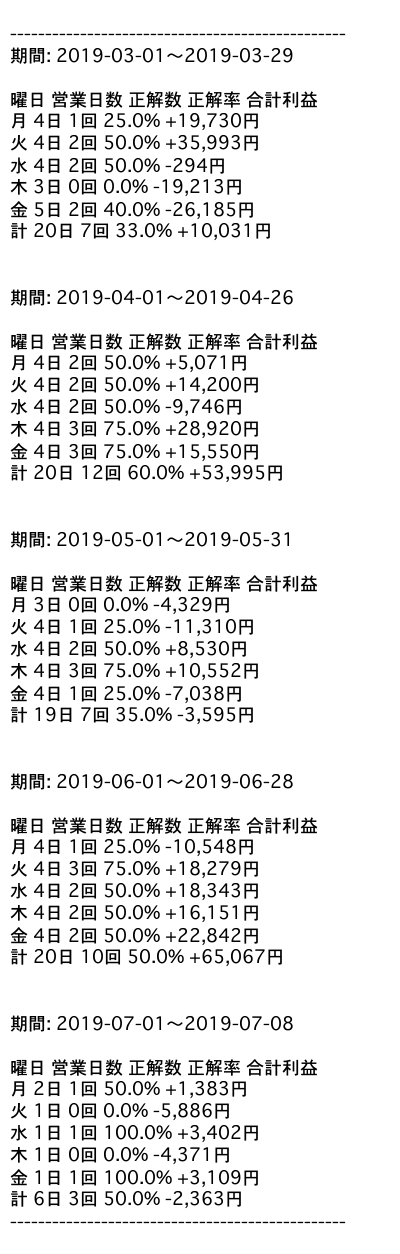 ------------------------------------------------
期間: 2019-03-01～2019-03-29
曜日 営業日数 正解数 正解率 合計利益
月 4日 1回 25.0% +19,730円
火 4日 2回 50.0% +35,993円
水 4日 2回 50.0% -294円
木 3日 0回 0.0% -19,213円
金 5日 2回 40.0% -26,185円
計 20日 7回 33.0% +10,031円
期間: 2019-04-01～2019-04-26
曜日 営業日数 正解数 正解率 合計利益
月 4日 2回 50.0% +5,071円
火 4日 2回 50.0% +14,200円
水 4日 2回 50.0% -9,746円
木 4日 3回 75.0% +28,920円
金 4日 3回 75.0% +15,550円
計 20日 12回 60.0% +53,995円
期間: 2019-05-01～2019-05-31
曜日 営業日数 正解数 正解率 合計利益
月 3日 0回 0.0% -4,329円
火 4日 1回 25.0% -11,310円
水 4日 2回 50.0% +8,530円
木 4日 3回 75.0% +10,552円
金 4日 1回 25.0% -7,038円
計 19日 7回 35.0% -3,595円
期間: 2019-06-01～2019-06-28
曜日 営業日数 正解数 正解率 合計利益
月 4日 1回 25.0% -10,548円
火 4日 3回 75.0% +18,279円
水 4日 2回 50.0% +18,343円
木 4日 2回 50.0% +16,151円
金 4日 2回 50.0% +22,842円
計 20日 10回 50.0% +65,067円
期間: 2019-07-01～2019-07-08
曜日 営業日数 正解数 正解率 合計利益
月 2日 1回 50.0% +1,383円
火 1日 0回 0.0% -5,886円
水 1日 1回 100.0% +3,402円
木 1日 0回 0.0% -4,371円
金 1日 1回 100.0% +3,109円
計 6日 3回 50.0% -2,363円
------------------------------------------------